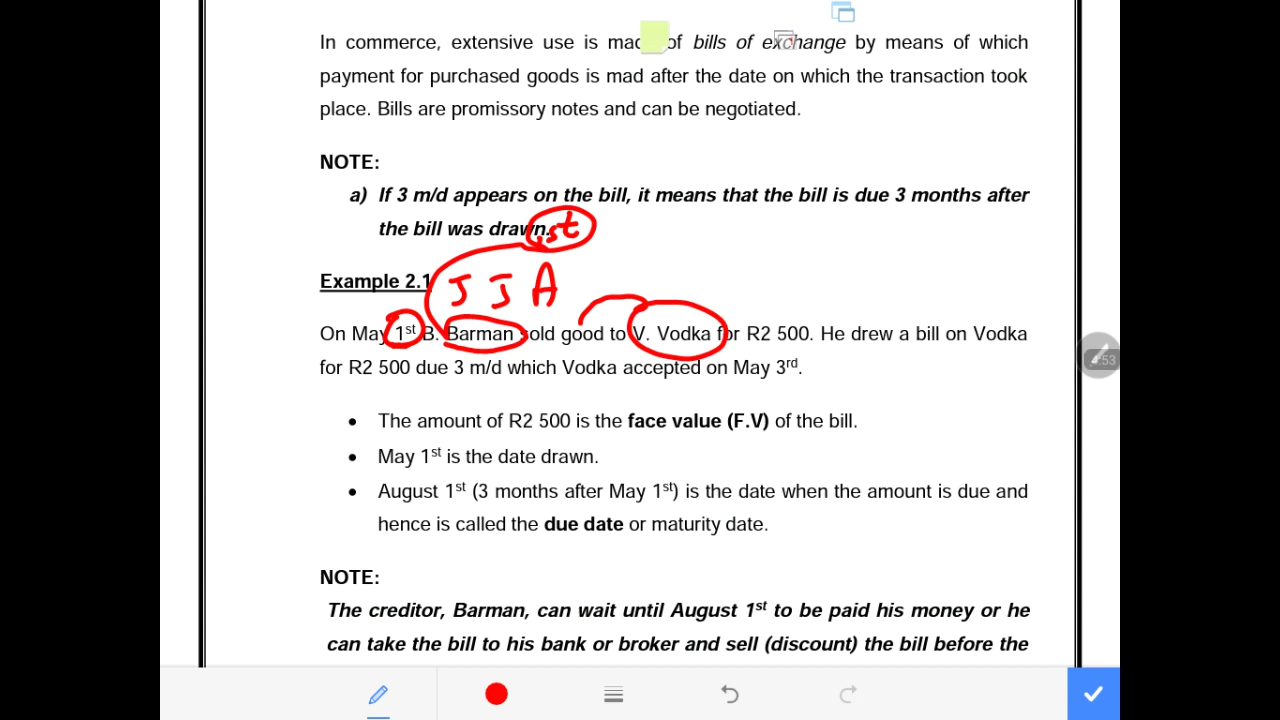 In commerce, extensive use is mad of bills of exchange by means of which
payment for purchased goods is mad after the date on which the transaction took
place. Bills are promissory notes and can be negotiated.
NOTE:
a) If 3 m/d appears on the bill, it means that the bill is due 3 months after
the bill was drawn.
1st
Example 2.1
J J A
On May 1st B. Barman sold good to V. Vodka for R2 500. He drew a bill on Vodka
for R2 500 due 3 m/d which Vodka accepted on May 3rd.
4:53
• The amount of R2 500 is the face value (F.V) of the bill.
• May 1st is the date drawn.
• August 1st (3 months after May 1st) is the date when the amount is due and
hence is called the due date or maturity date.
NOTE:
The creditor, Barman, can wait until August 1st to be paid his money or he
can take the bill to his bank or broker and sell (discount) the bill before the